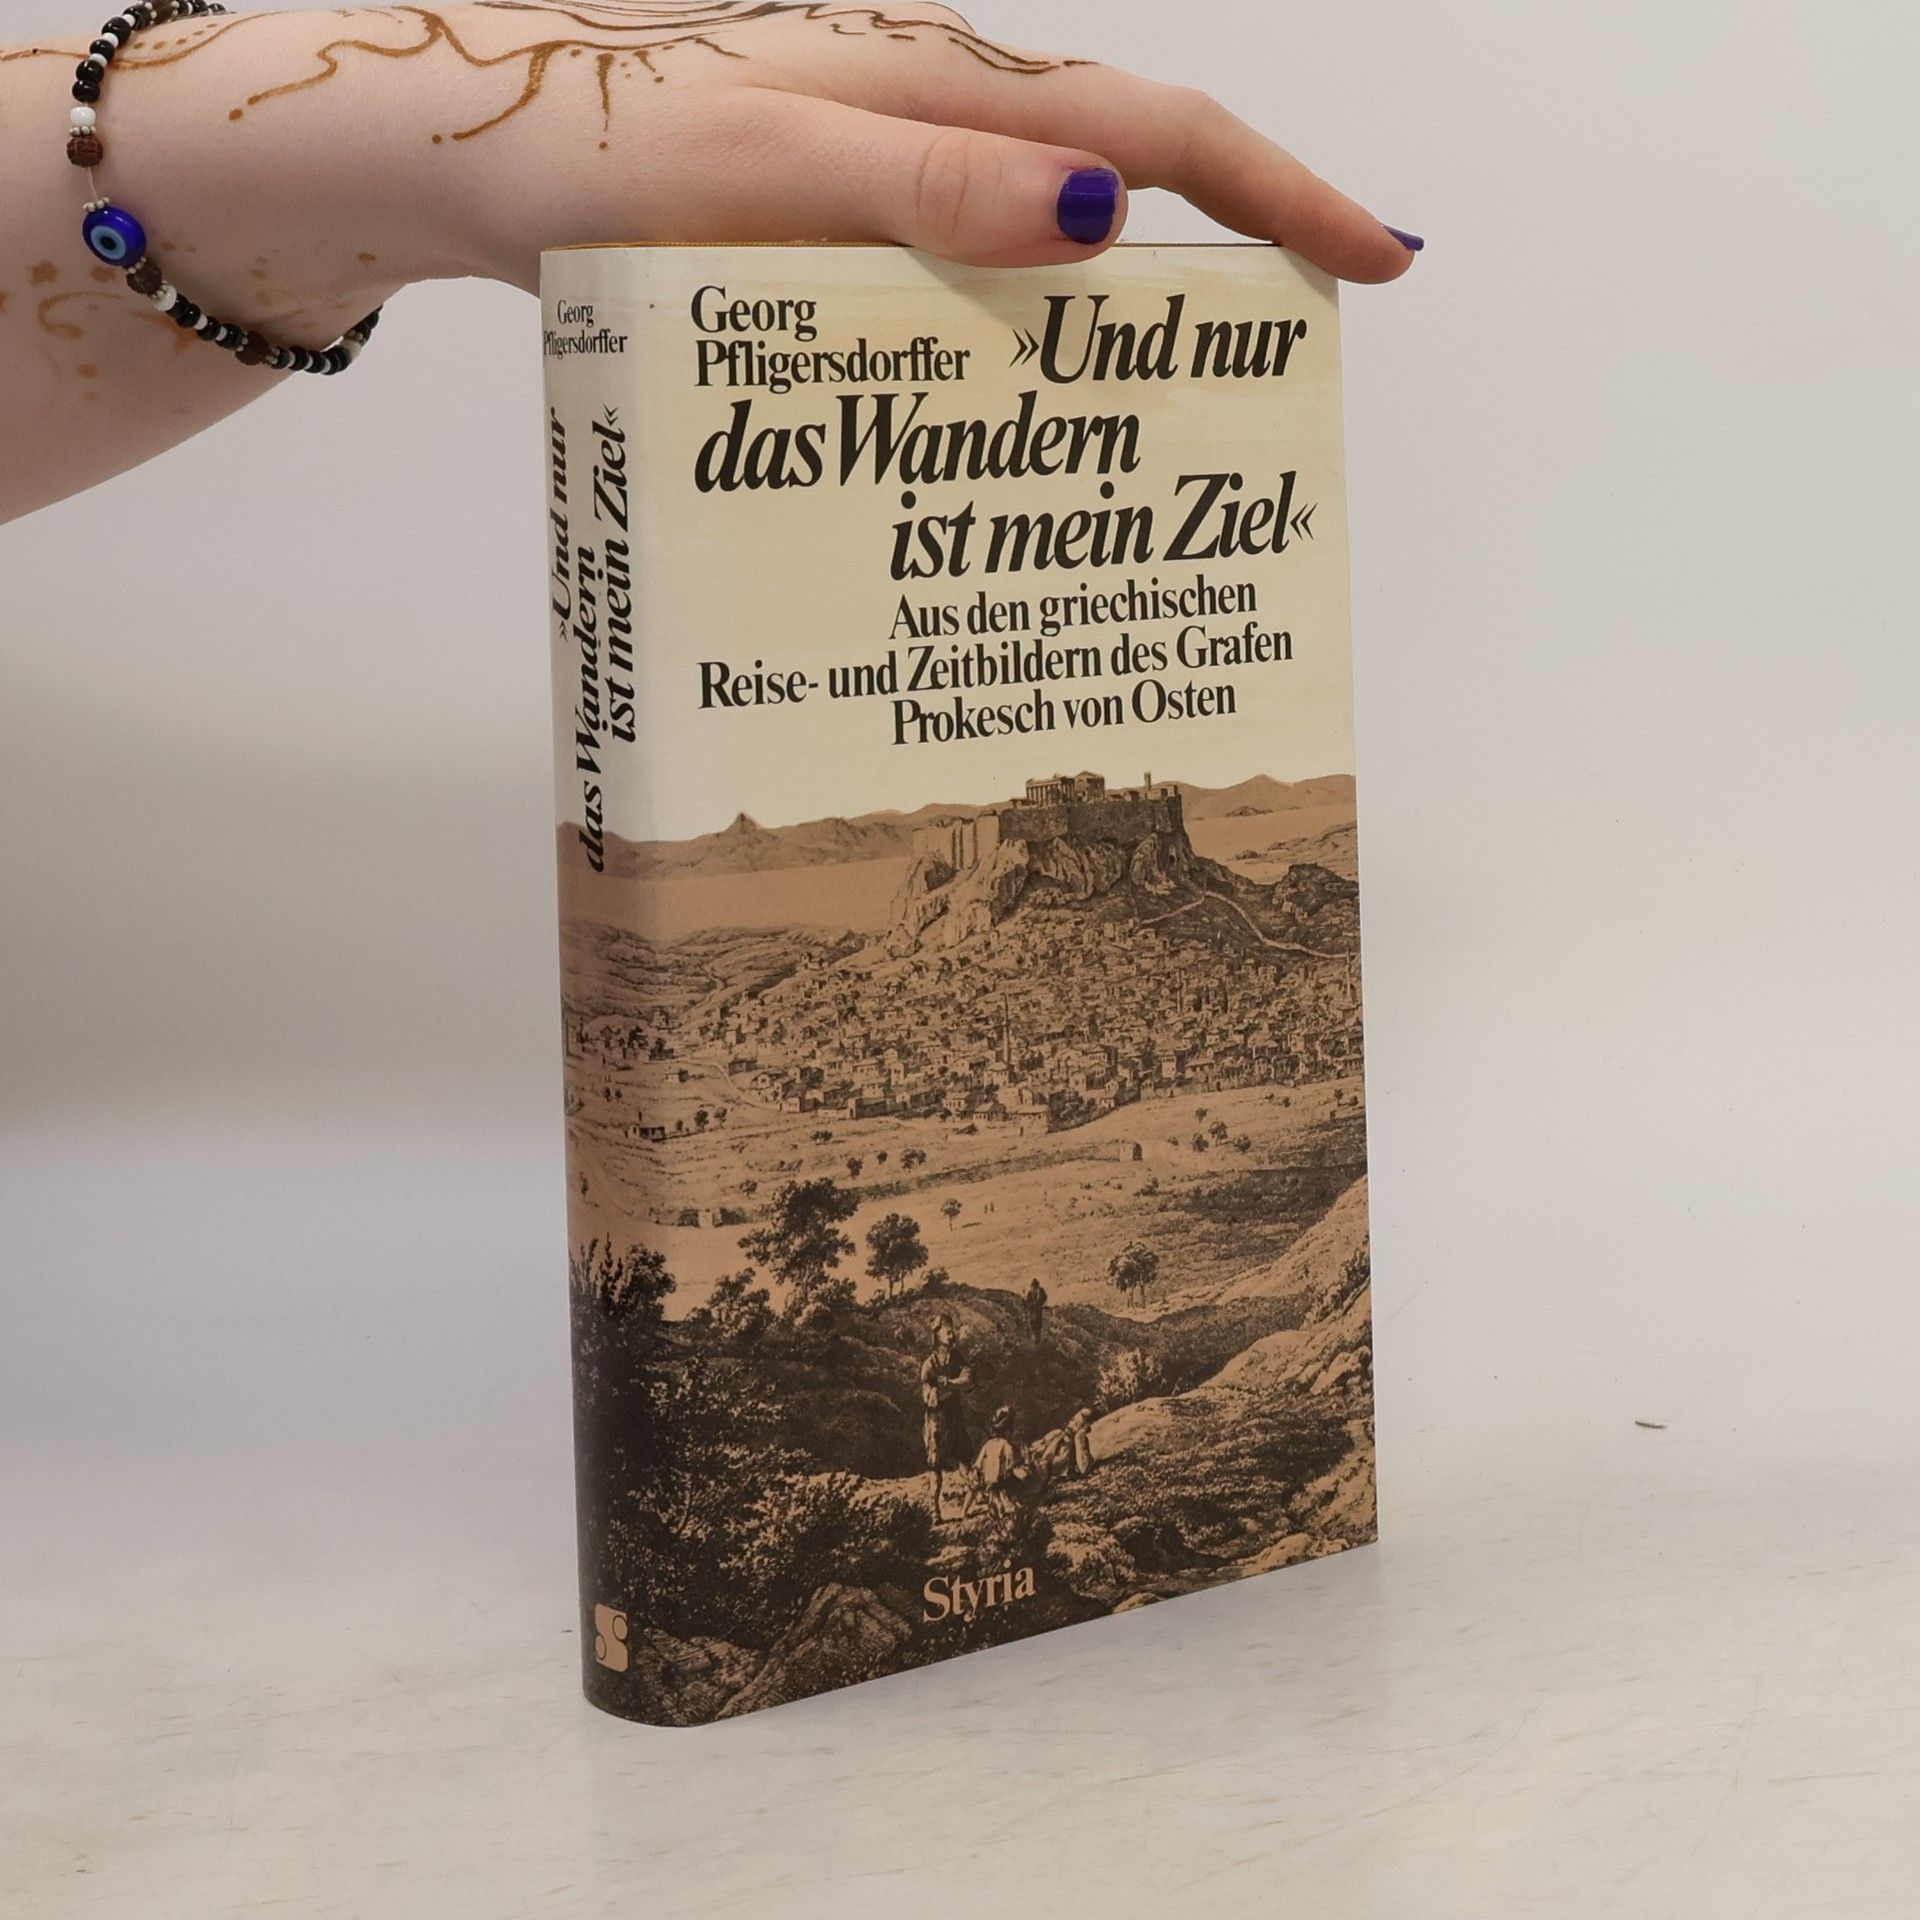 Georg
Pfligersdorffer
»Und nur
das Wandern
ist mein Ziel«
Georg
Pfligersdorffer
»Und nur
das Wandern
ist mein Ziel«
Aus den griechischen
Reise- und Zeitbildern des Grafen
Prokesch von Osten
Styria